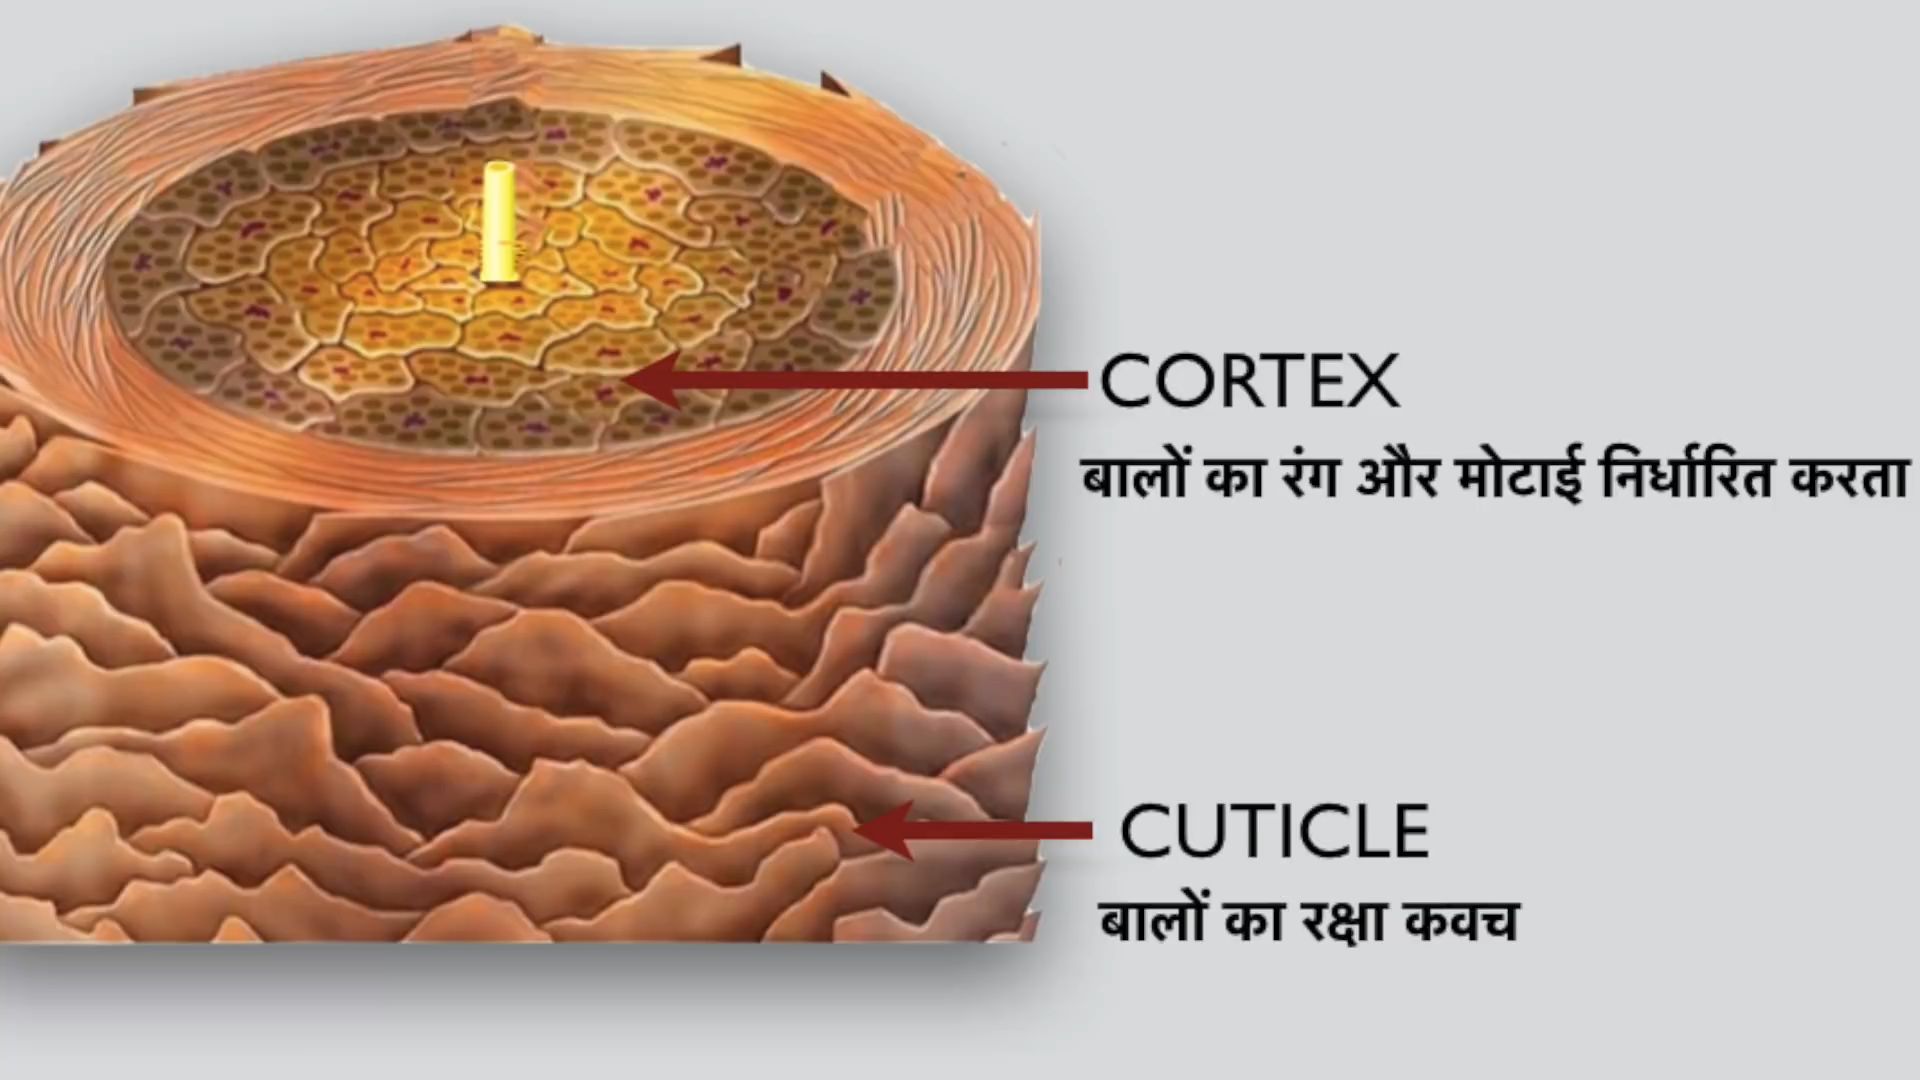 CORTEX
बालों का रंग और मोटाई निर्धारित करता
CUTICLE
बालों का रक्षा कवच